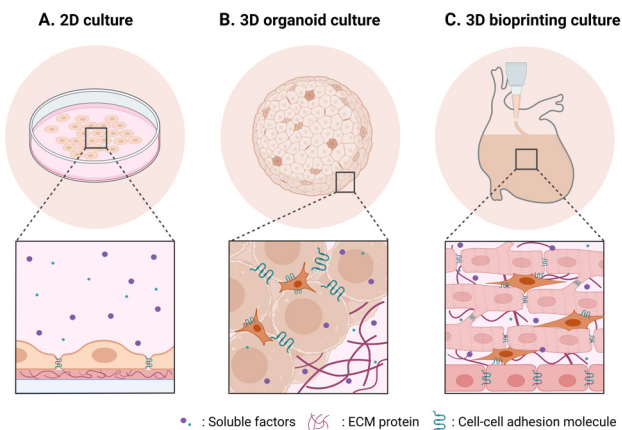 A. 2D culture
B. 3D organoid culture
C. 3D bioprinting culture
: Soluble factors : ECM protein : Cell-cell adhesion molecule